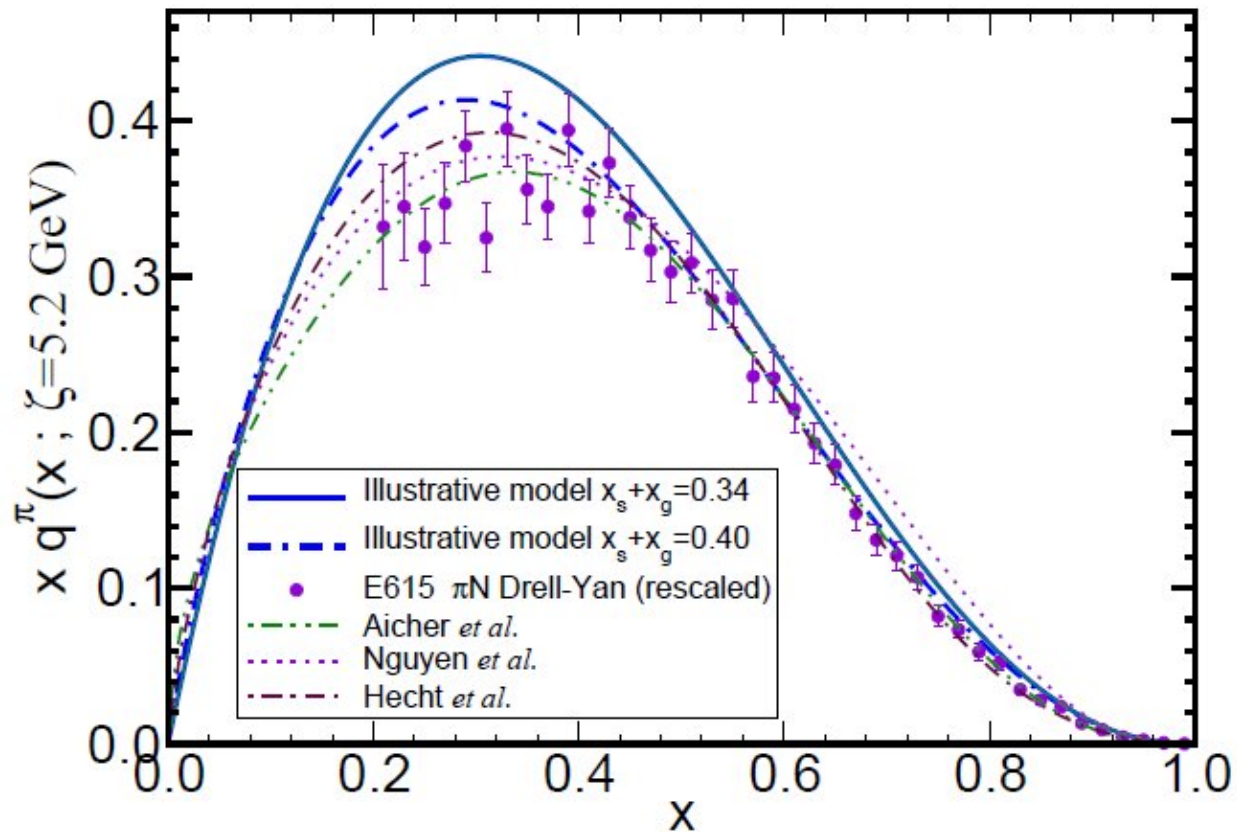 0.4
0.3
0.2
0.1
0.0
x q^π(x ; ζ=5.2 GeV)
Illustrative model x_s+x_g=0.34
Illustrative model x_s+x_g=0.40
E615 πN Drell-Yan (rescaled)
Aicher et al.
Nguyen et al.
Hecht et al.
0.0 0.2 0.4 0.6 0.8 1.0
x